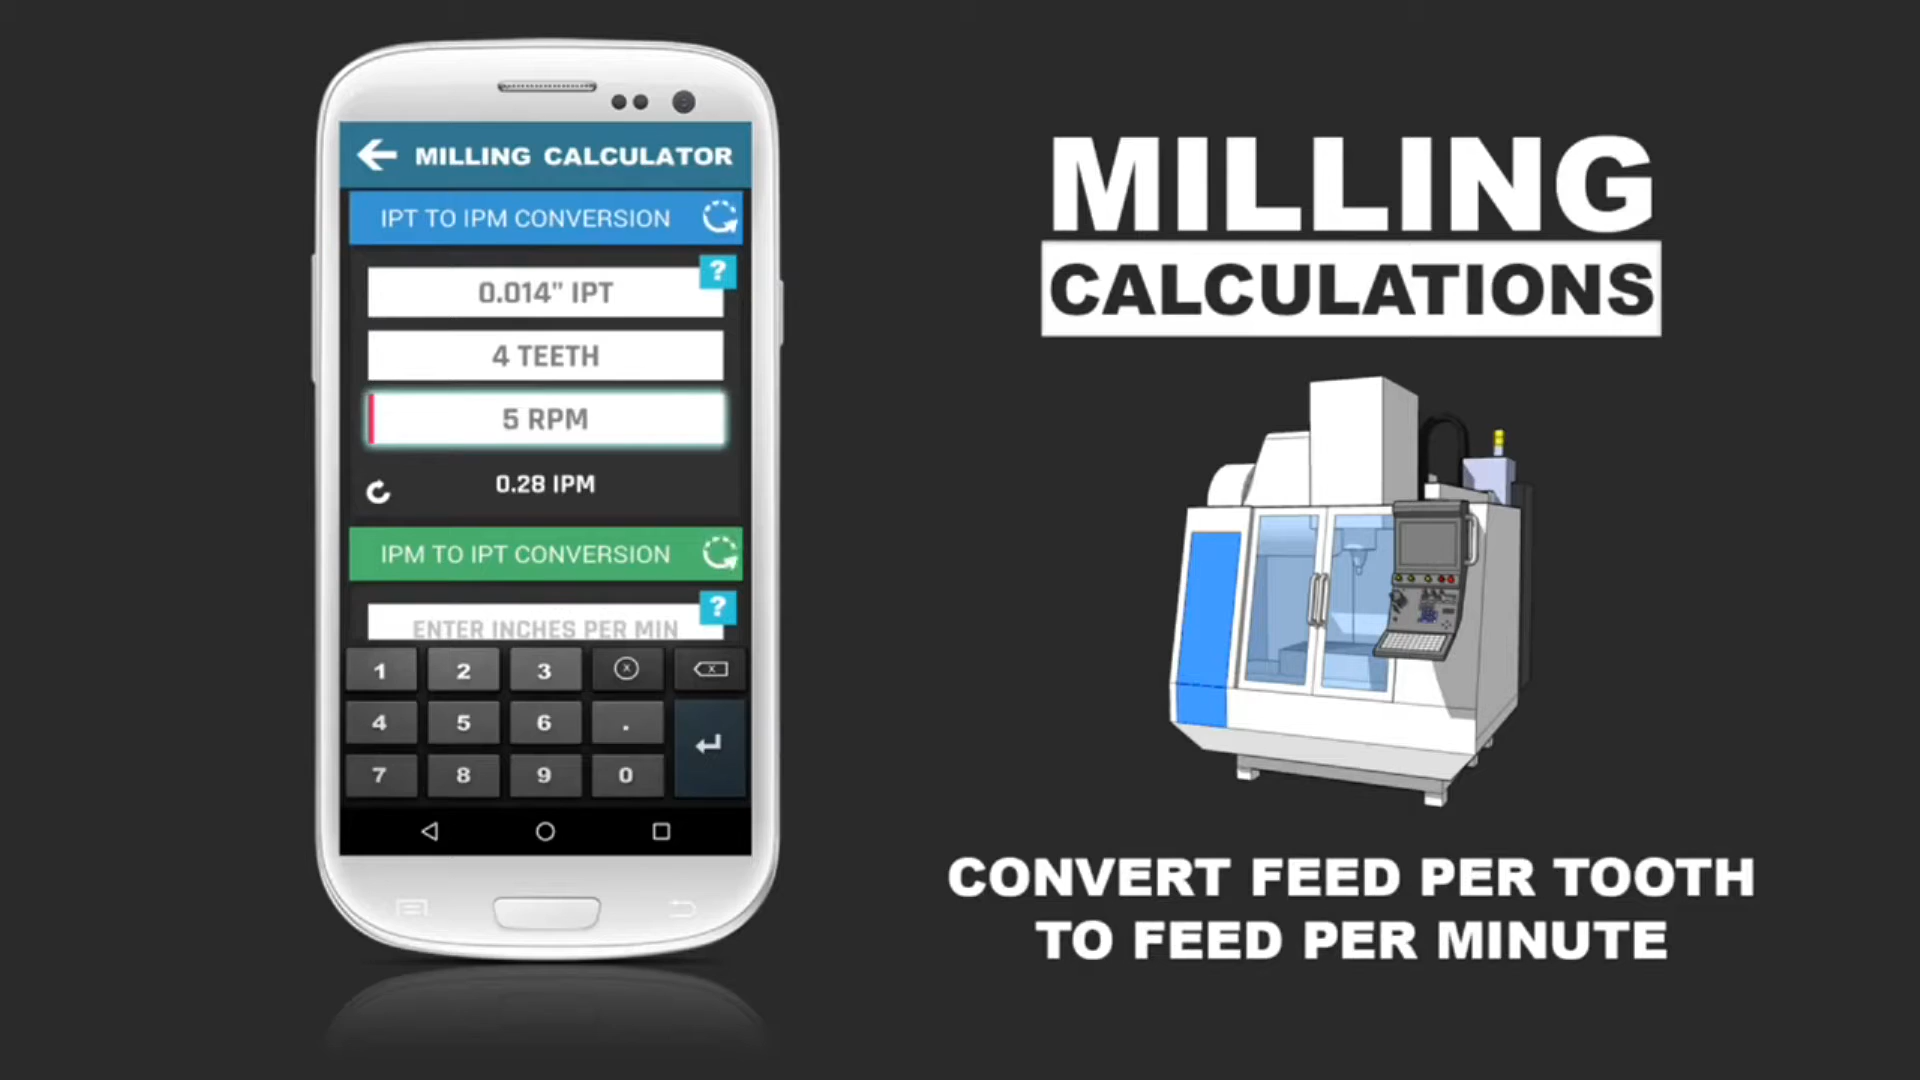 MILLING CALCULATOR
IPT TO IPM CONVERSION
?
0.014" IPT
4 TEETH
5 RPM
0.28 IPM
IPM TO IPT CONVERSION
?
ENTER INCHES PER MIN
1 2 3
4 5 6 .
7 8 9 0
MILLING
CALCULATIONS
CONVERT FEED PER TOOTH
TO FEED PER MINUTE